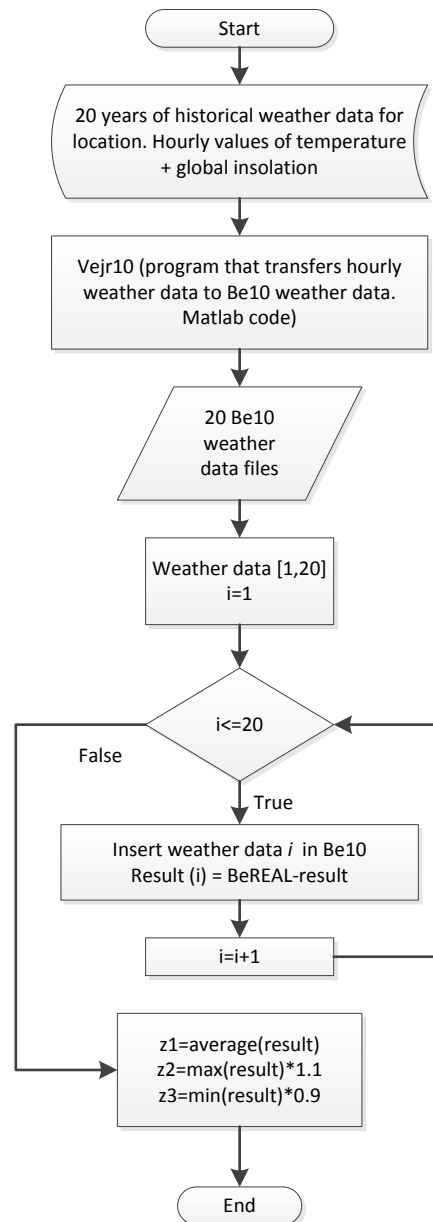 Start
20 years of historical weather data for
location. Hourly values of temperature
+ global insolation
Vejr10 (program that transfers hourly
weather data to Be10 weather data.
Matlab code)
20 Be10
weather
data files
Weather data [1,20]
i=1
i<=20
False
True
Insert weather data i in Be10
Result (i) = BeREAL-result
i=i+1
z1=average(result)
z2=max(result)*1.1
z3=min(result)*0.9
End